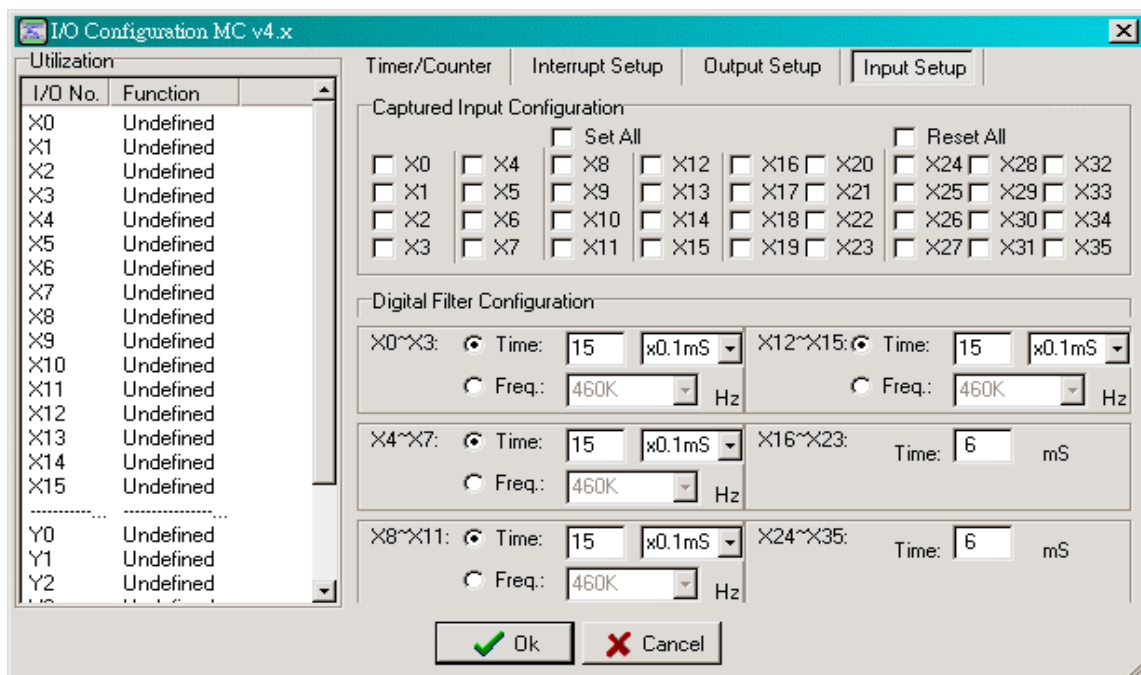 I/O Configuration MC v4.x
Utilization
I/O No. Function
X0 Undefined
X1 Undefined
X2 Undefined
X3 Undefined
X4 Undefined
X5 Undefined
X6 Undefined
X7 Undefined
X8 Undefined
X9 Undefined
X10 Undefined
X11 Undefined
X12 Undefined
X13 Undefined
X14 Undefined
X15 Undefined
-----------... ----------------...
Y0 Undefined
Y1 Undefined
Y2 Undefined
Timer/Counter Interrupt Setup Output Setup Input Setup
Captured Input Configuration
Set All Reset All
X0 X4 X8 X12 X16 X20 X24 X28 X32
X1 X5 X9 X13 X17 X21 X25 X29 X33
X2 X6 X10 X14 X18 X22 X26 X30 X34
X3 X7 X11 X15 X19 X23 X27 X31 X35
Digital Filter Configuration
X0~X3: Time: 15 x0.1mS X12~X15: Time: 15 x0.1mS
Freq.: 460K Hz Freq.: 460K Hz
X4~X7: Time: 15 x0.1mS X16~X23: Time: 6 mS
Freq.: 460K Hz
X8~X11: Time: 15 x0.1mS X24~X35: Time: 6 mS
Freq.: 460K Hz
Ok Cancel